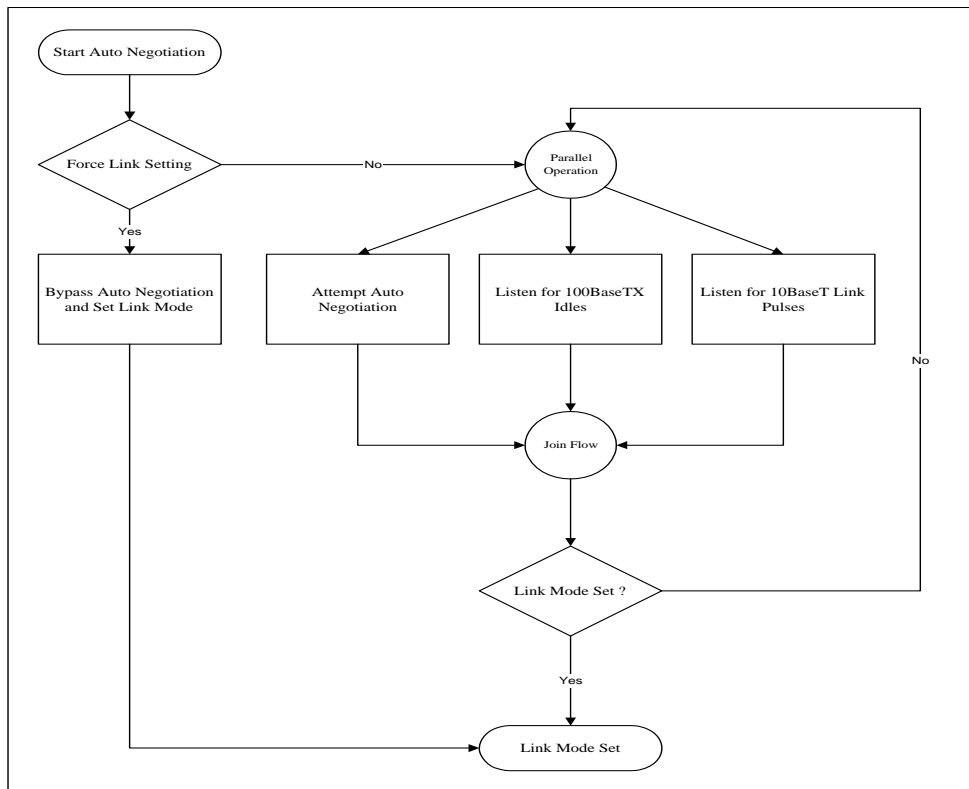 Start Auto Negotiation
Force Link Setting
No
Parallel
Operation
Yes
Bypass Auto Negotiation
and Set Link Mode
Attempt Auto
Negotiation
Listen for 100BaseTX
Idles
Listen for 10BaseT Link
Pulses
No
Join Flow
Link Mode Set ?
Yes
Link Mode Set